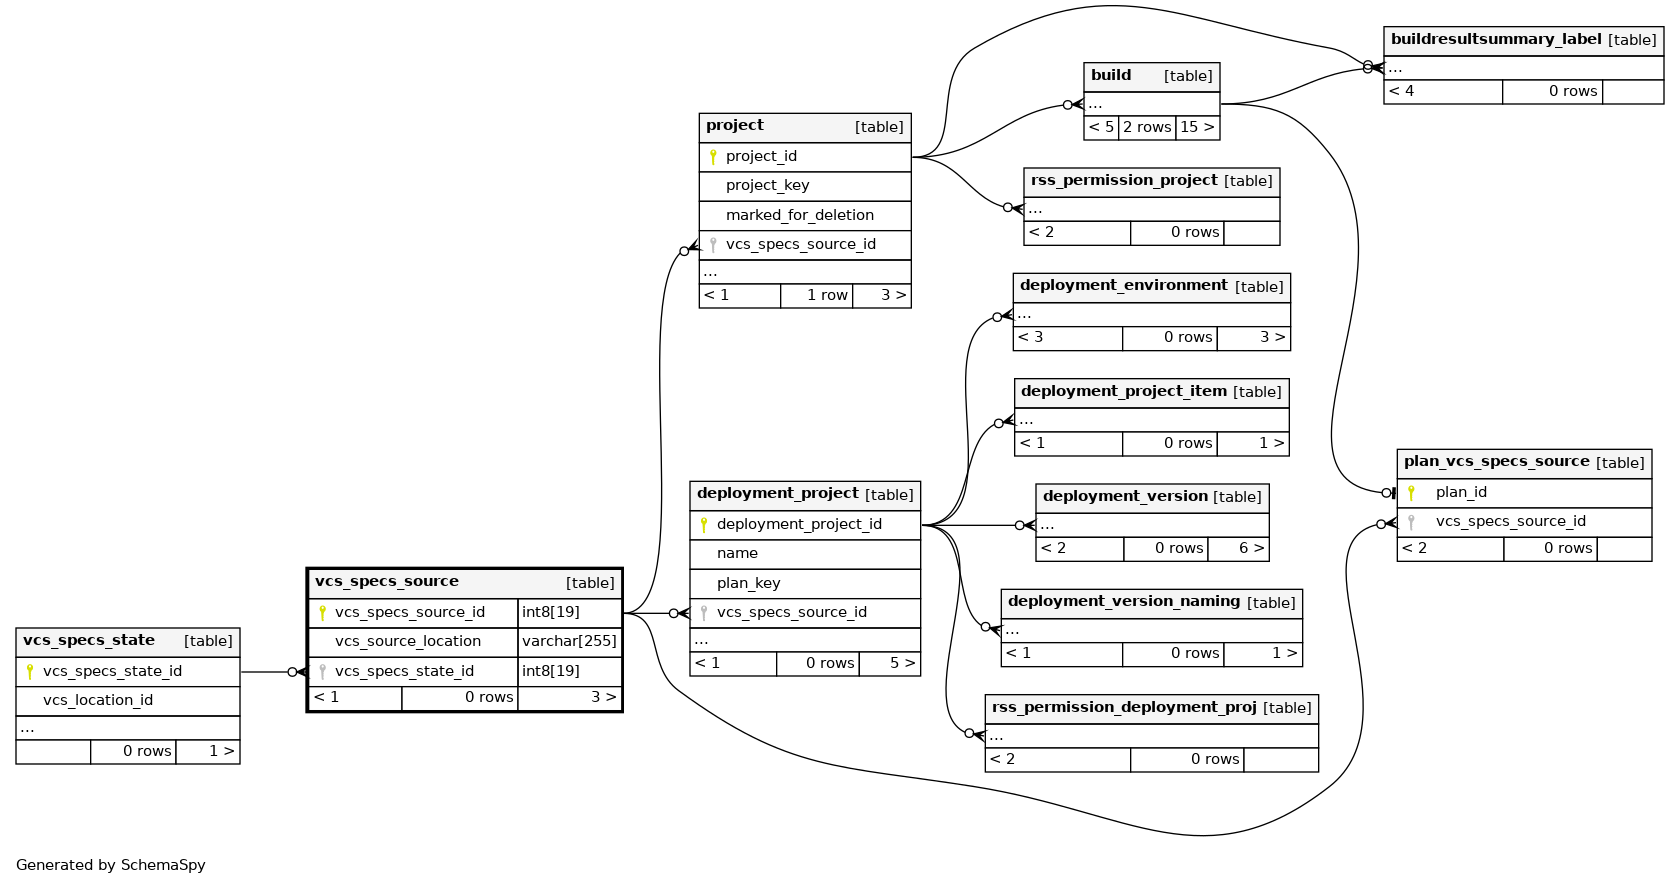 buildresultsummary_label [table]
...
< 4 0 rows
build [table]
...
< 5 2 rows 15 >
project [table]
project_id
project_key
marked_for_deletion
vcs_specs_source_id
...
< 1 1 row 3 >
rss_permission_project [table]
...
< 2 0 rows
deployment_environment [table]
...
< 3 0 rows 3 >
deployment_project_item [table]
...
< 1 0 rows 1 >
deployment_project [table]
deployment_project_id
name
plan_key
vcs_specs_source_id
...
< 1 0 rows 5 >
deployment_version [table]
...
< 2 0 rows 6 >
plan_vcs_specs_source [table]
plan_id
vcs_specs_source_id
< 2 0 rows
vcs_specs_source [table]
vcs_specs_source_id int8[19]
vcs_source_location varchar[255]
vcs_specs_state_id int8[19]
< 1 0 rows 3 >
deployment_version_naming [table]
...
< 1 0 rows 1 >
vcs_specs_state [table]
vcs_specs_state_id
vcs_location_id
...
0 rows 1 >
rss_permission_deployment_proj [table]
...
< 2 0 rows
Generated by SchemaSpy